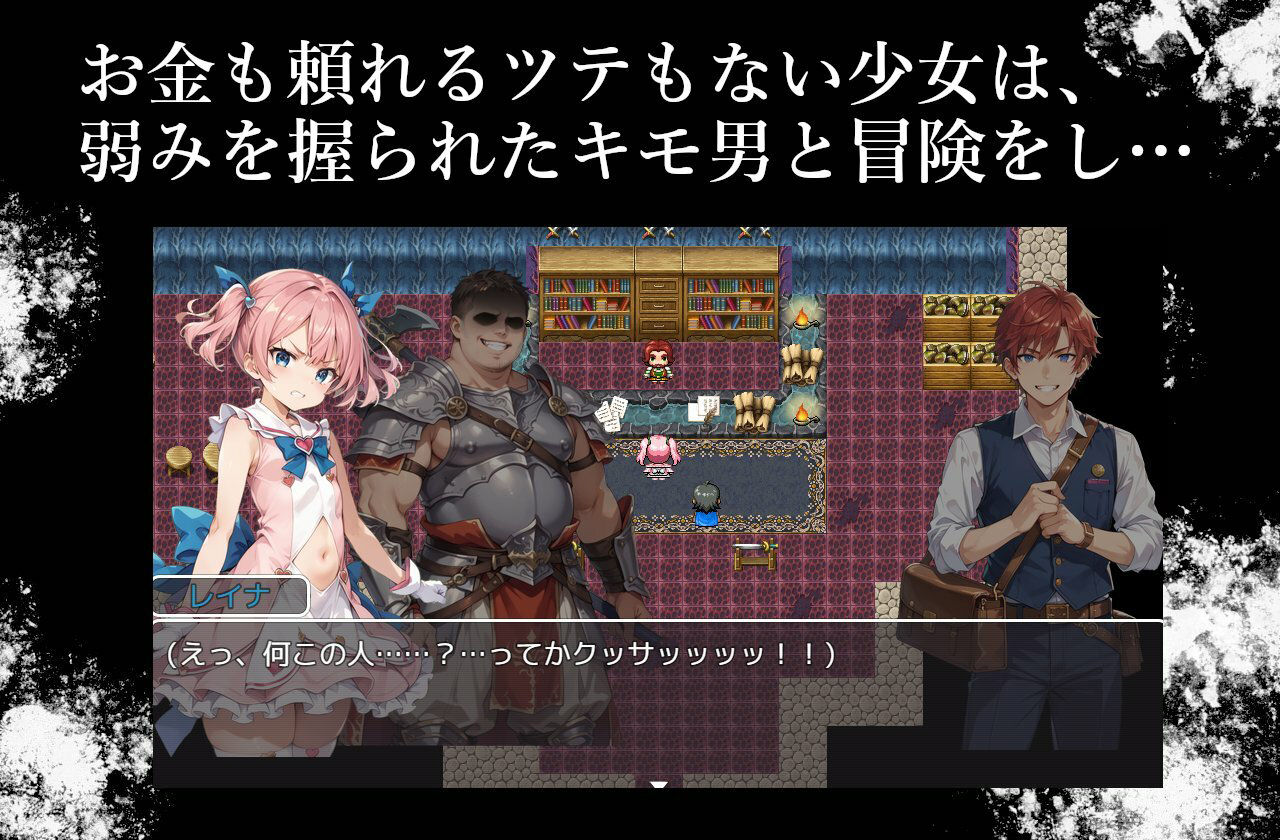 お金も頼れるツテもない少女は、
弱みを握られたキモ男と冒険をし…
レイナ
(えっ、何この人……？…ってかクッサッッッッ！！)